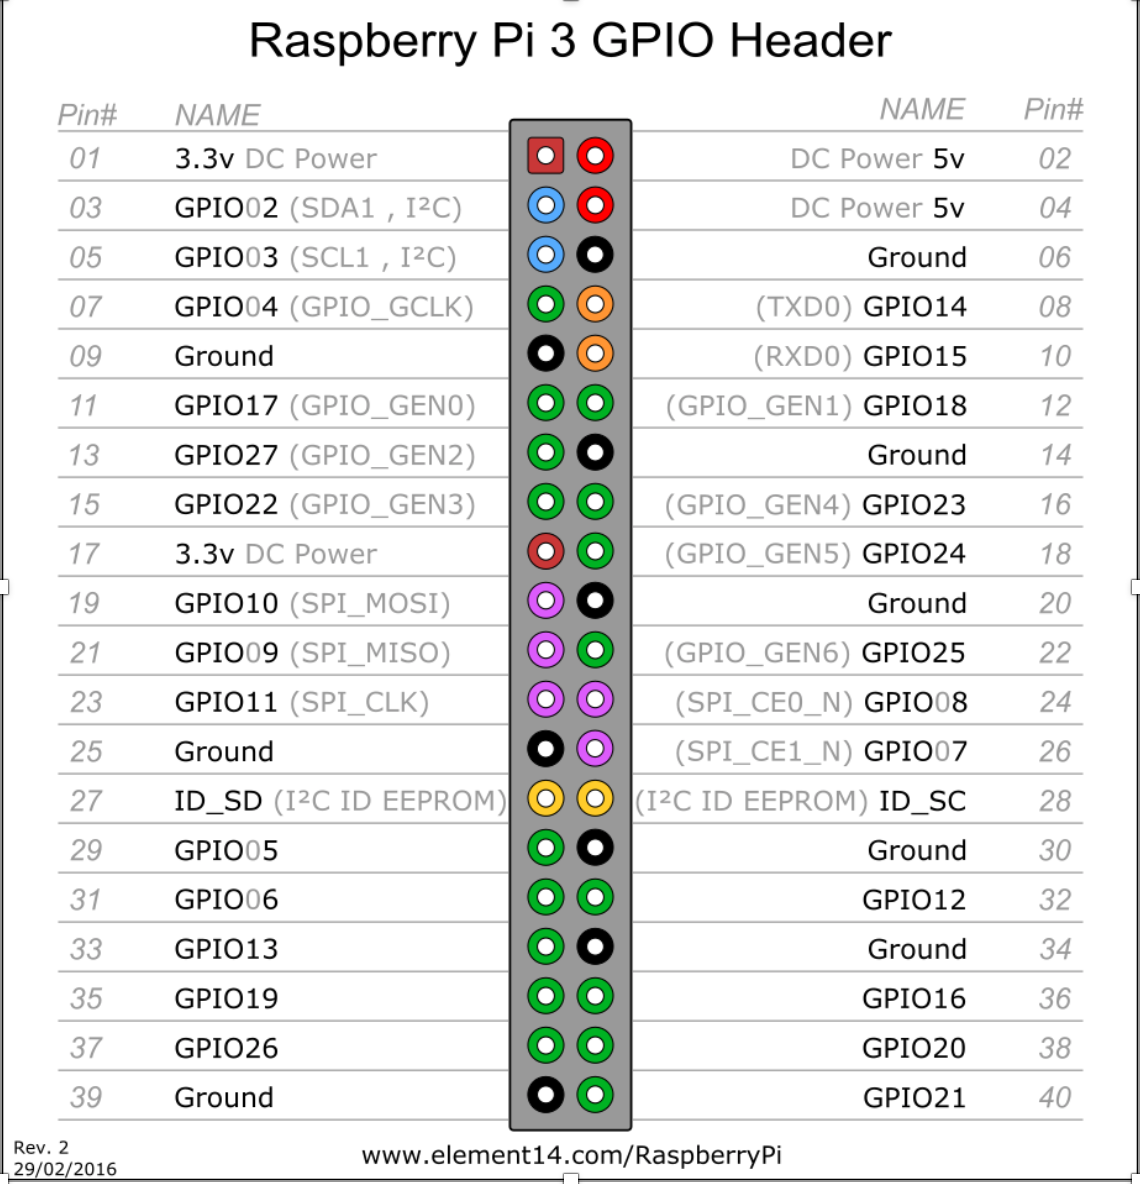 Raspberry Pi 3 GPIO Header
Pin# NAME NAME Pin#
01 3.3v DC Power DC Power 5v 02
03 GPIO02 (SDA1 , I²C) DC Power 5v 04
05 GPIO03 (SCL1 , I²C) Ground 06
07 GPIO04 (GPIO_GCLK) (TXD0) GPIO14 08
09 Ground (RXD0) GPIO15 10
11 GPIO17 (GPIO_GEN0) (GPIO_GEN1) GPIO18 12
13 GPIO27 (GPIO_GEN2) Ground 14
15 GPIO22 (GPIO_GEN3) (GPIO_GEN4) GPIO23 16
17 3.3v DC Power (GPIO_GEN5) GPIO24 18
19 GPIO10 (SPI_MOSI) Ground 20
21 GPIO09 (SPI_MISO) (GPIO_GEN6) GPIO25 22
23 GPIO11 (SPI_CLK) (SPI_CE0_N) GPIO08 24
25 Ground (SPI_CE1_N) GPIO07 26
27 ID_SD (I²C ID EEPROM) (I²C ID EEPROM) ID_SC 28
29 GPIO05 Ground 30
31 GPIO06 GPIO12 32
33 GPIO13 Ground 34
35 GPIO19 GPIO16 36
37 GPIO26 GPIO20 38
39 Ground GPIO21 40
Rev. 2
29/02/2016
www.element14.com/RaspberryPi